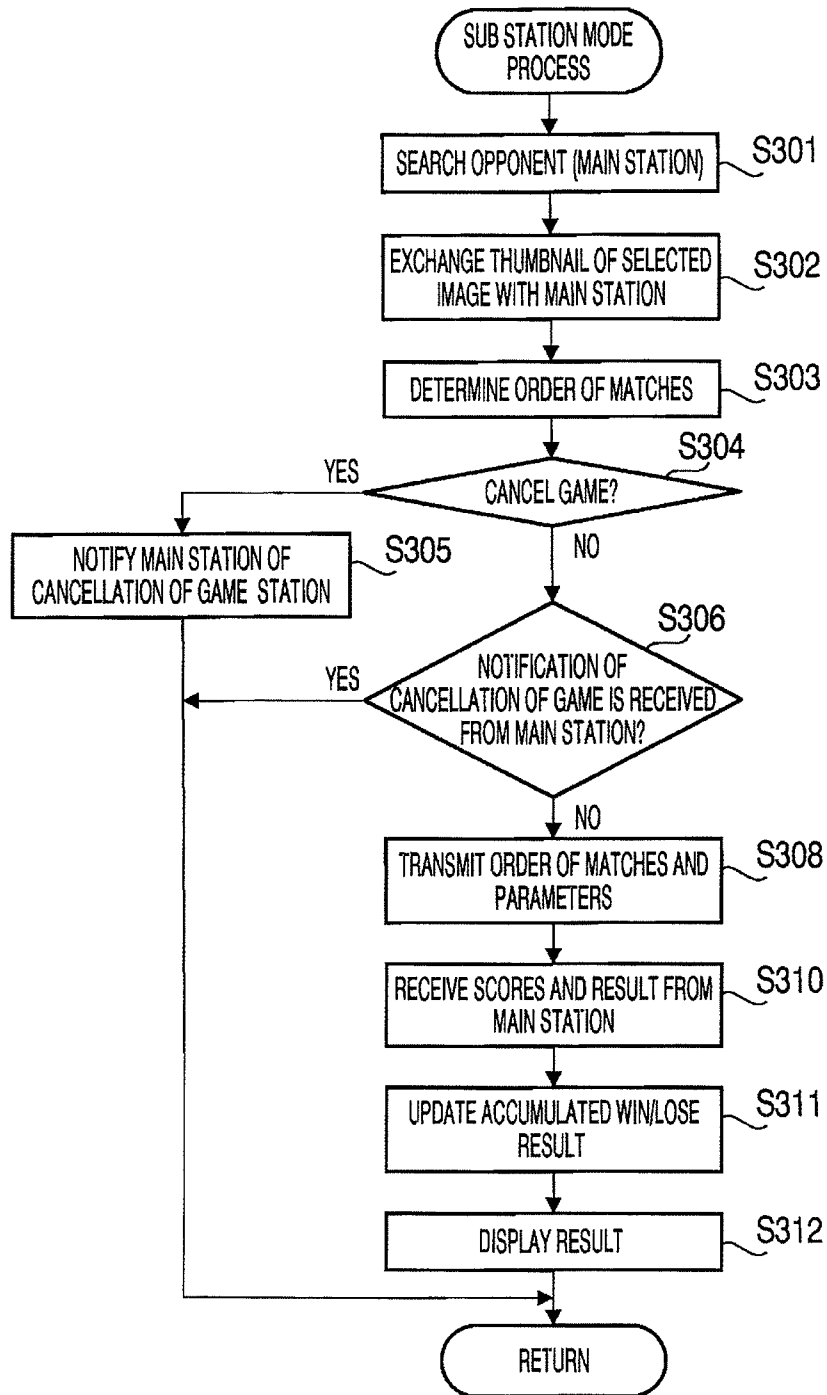 SUB STATION MODE
PROCESS
SEARCH OPPONENT (MAIN STATION)
S301
EXCHANGE THUMBNAIL OF SELECTED
IMAGE WITH MAIN STATION
S302
DETERMINE ORDER OF MATCHES
S303
CANCEL GAME?
S304
YES
NO
NOTIFY MAIN STATION OF
CANCELLATION OF GAME STATION
S305
NOTIFICATION OF
CANCELLATION OF GAME IS RECEIVED
FROM MAIN STATION?
S306
YES
NO
TRANSMIT ORDER OF MATCHES AND
PARAMETERS
S308
RECEIVE SCORES AND RESULT FROM
MAIN STATION
S310
UPDATE ACCUMULATED WIN/LOSE
RESULT
S311
DISPLAY RESULT
S312
RETURN